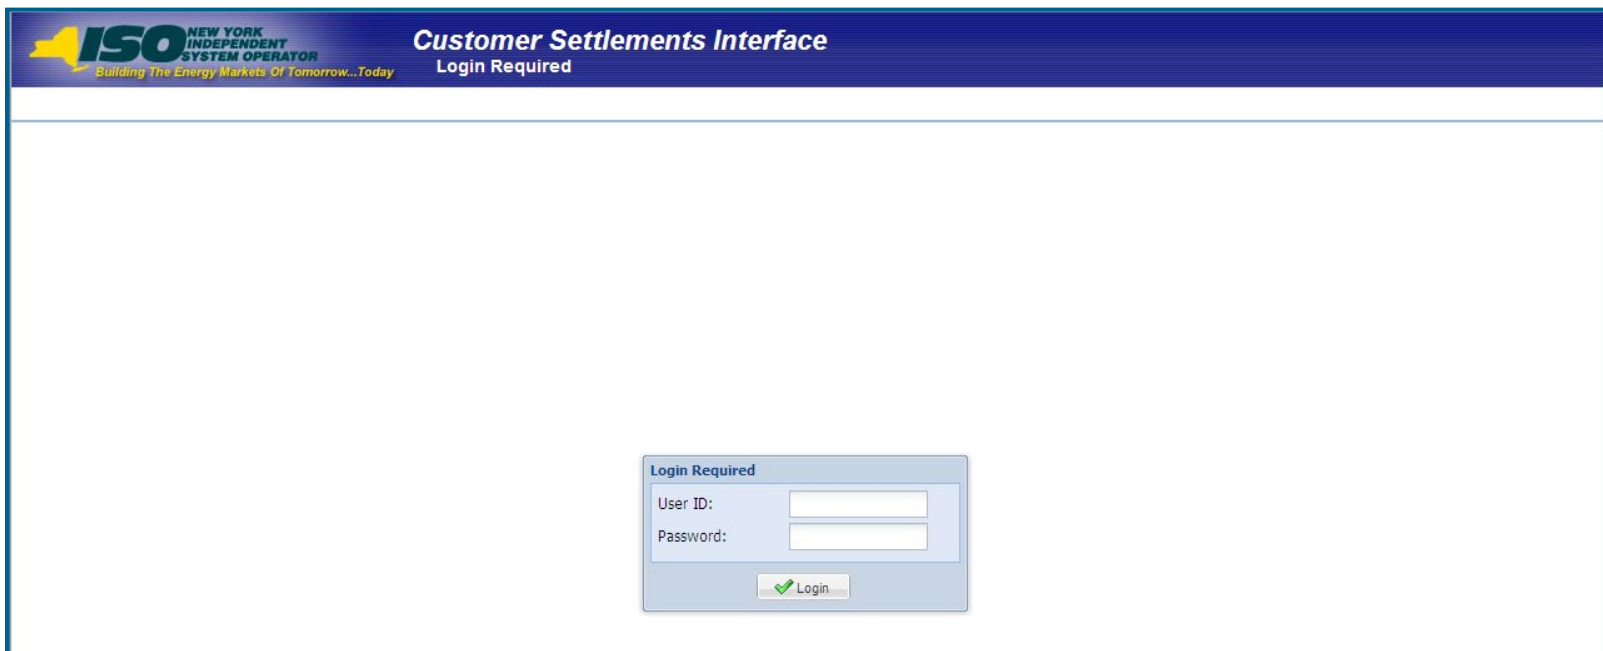 ISO NEW YORK
INDEPENDENT
SYSTEM OPERATOR
Building The Energy Markets Of Tomorrow...Today
Customer Settlements Interface
Login Required
Login Required
User ID:
Password:
Login